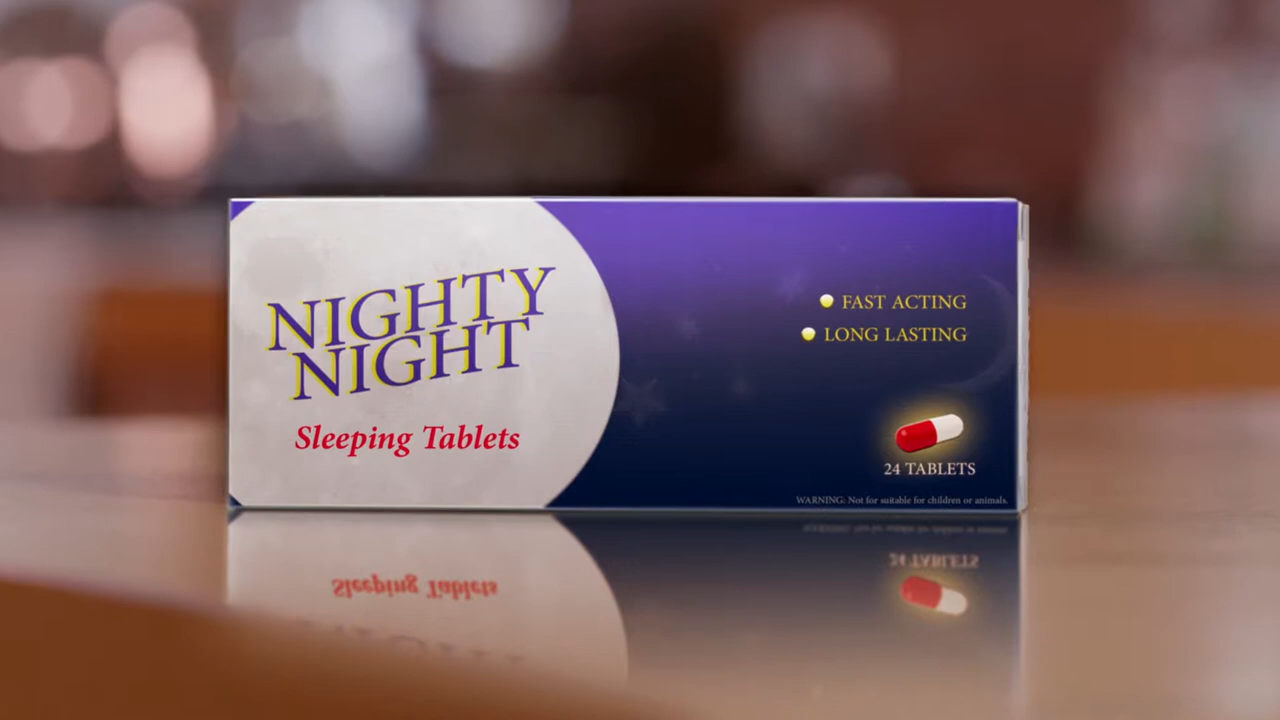 NIGHTY
NIGHT
Sleeping Tablets
FAST ACTING
LONG LASTING
24 TABLETS
WARNING: Not for suitable for children or animals.